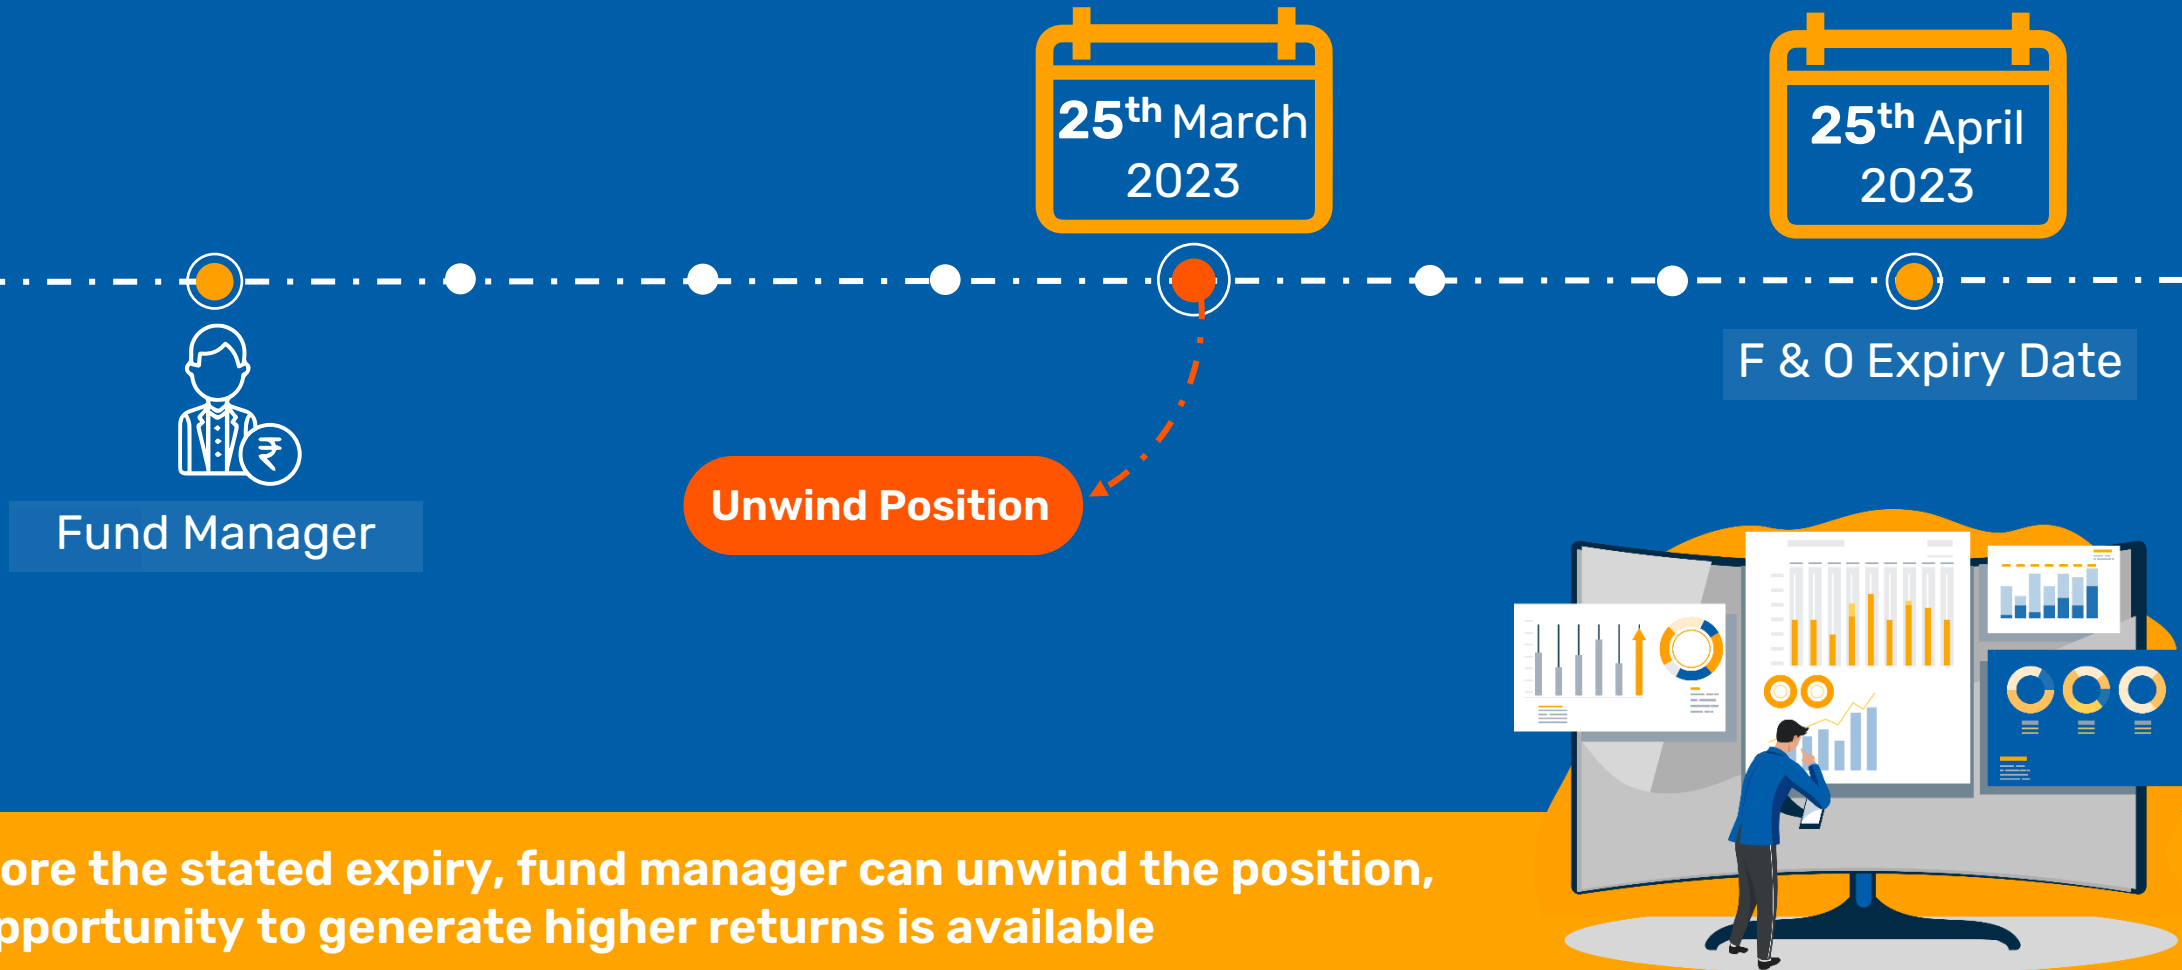 25th March
2023
25th April
2023
F & O Expiry Date
₹
Fund Manager
Unwind Position
ore the stated expiry, fund manager can unwind the position,
pportunity to generate higher returns is available